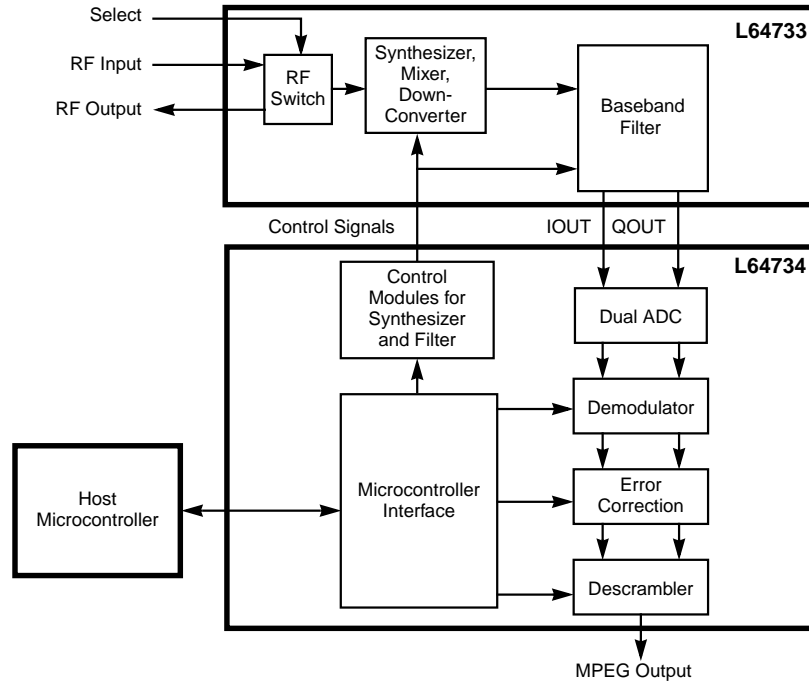 Select
L64733
RF Input
RF Output
RF
Switch
Synthesizer,
Mixer,
Down-
Converter
Baseband
Filter
Control Signals
IOUT
QOUT
L64734
Control
Modules for
Synthesizer
and Filter
Dual ADC
Demodulator
Host
Microcontroller
Microcontroller
Interface
Error
Correction
Descrambler
MPEG Output